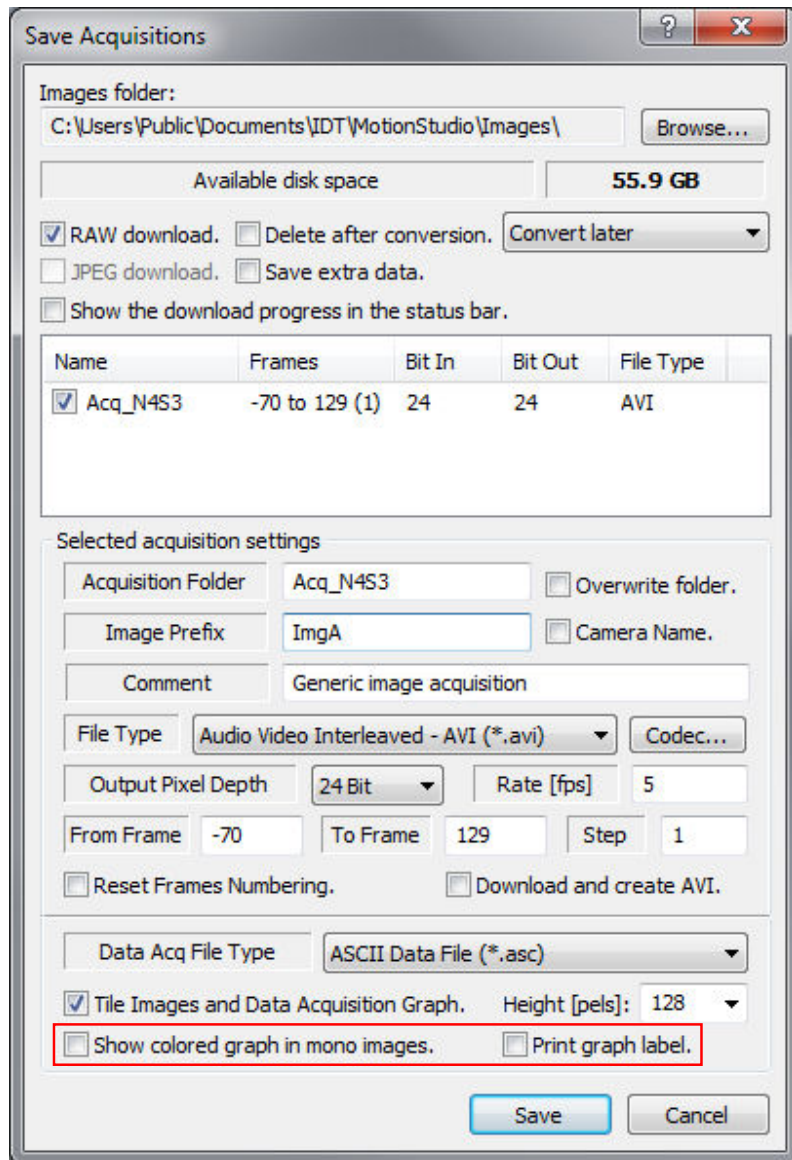 Save Acquisitions
Images folder:
C:\Users\Public\Documents\IDT\MotionStudio\Images\ Browse...
Available disk space 55.9 GB
RAW download. Delete after conversion. Convert later
JPEG download. Save extra data.
Show the download progress in the status bar.
Name Frames Bit In Bit Out File Type
Acq_N4S3 -70 to 129 (1) 24 24 AVI
Selected acquisition settings
Acquisition Folder Acq_N4S3 Overwrite folder.
Image Prefix ImgA Camera Name.
Comment Generic image acquisition
File Type Audio Video Interleaved - AVI (*.avi) Codec...
Output Pixel Depth 24 Bit Rate [fps] 5
From Frame -70 To Frame 129 Step 1
Reset Frames Numbering. Download and create AVI.
Data Acq File Type ASCII Data File (*.asc)
Tile Images and Data Acquisition Graph. Height [pels]: 128
Show colored graph in mono images. Print graph label.
Save Cancel